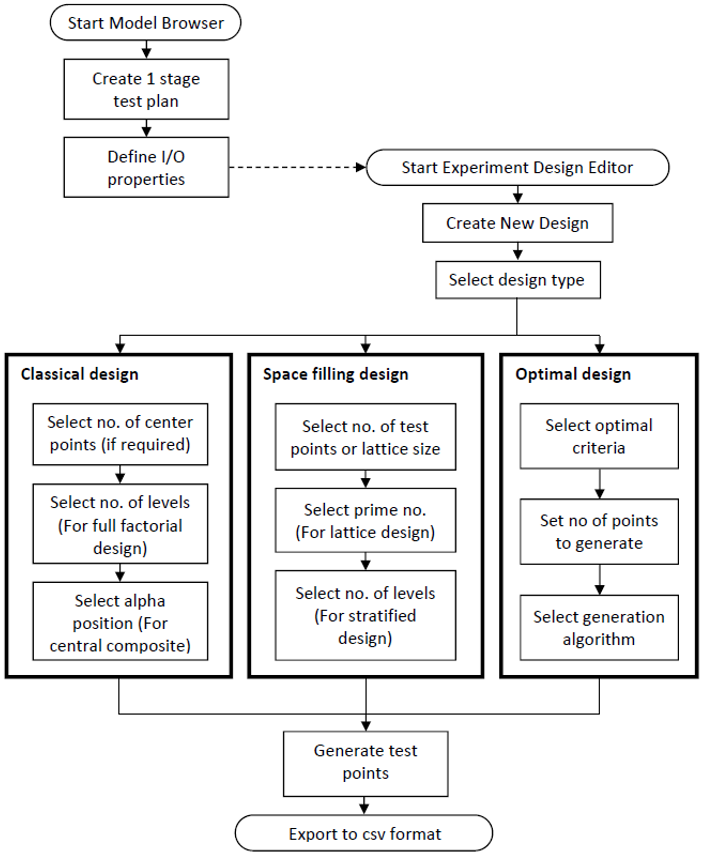 Start Model Browser
Create 1 stage
test plan
Define I/O
properties
Start Experiment Design Editor
Create New Design
Select design type
Classical design
Select no. of center
points (if required)
Select no. of levels
(For full factorial
design)
Select alpha
position (For
central composite)
Space filling design
Select no. of test
points or lattice size
Select prime no.
(For lattice design)
Select no. of levels
(For stratified
design)
Optimal design
Select optimal
criteria
Set no of points
to generate
Select generation
algorithm
Generate test
points
Export to csv format